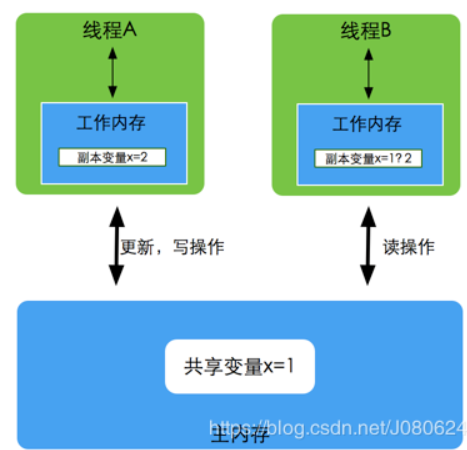 线程A
线程B
工作内存
工作内存
副本变量x=2
副本变量x=1? 2
更新，写操作
读操作
共享变量x=1
https://blog.csdn.net/J080624
主内存